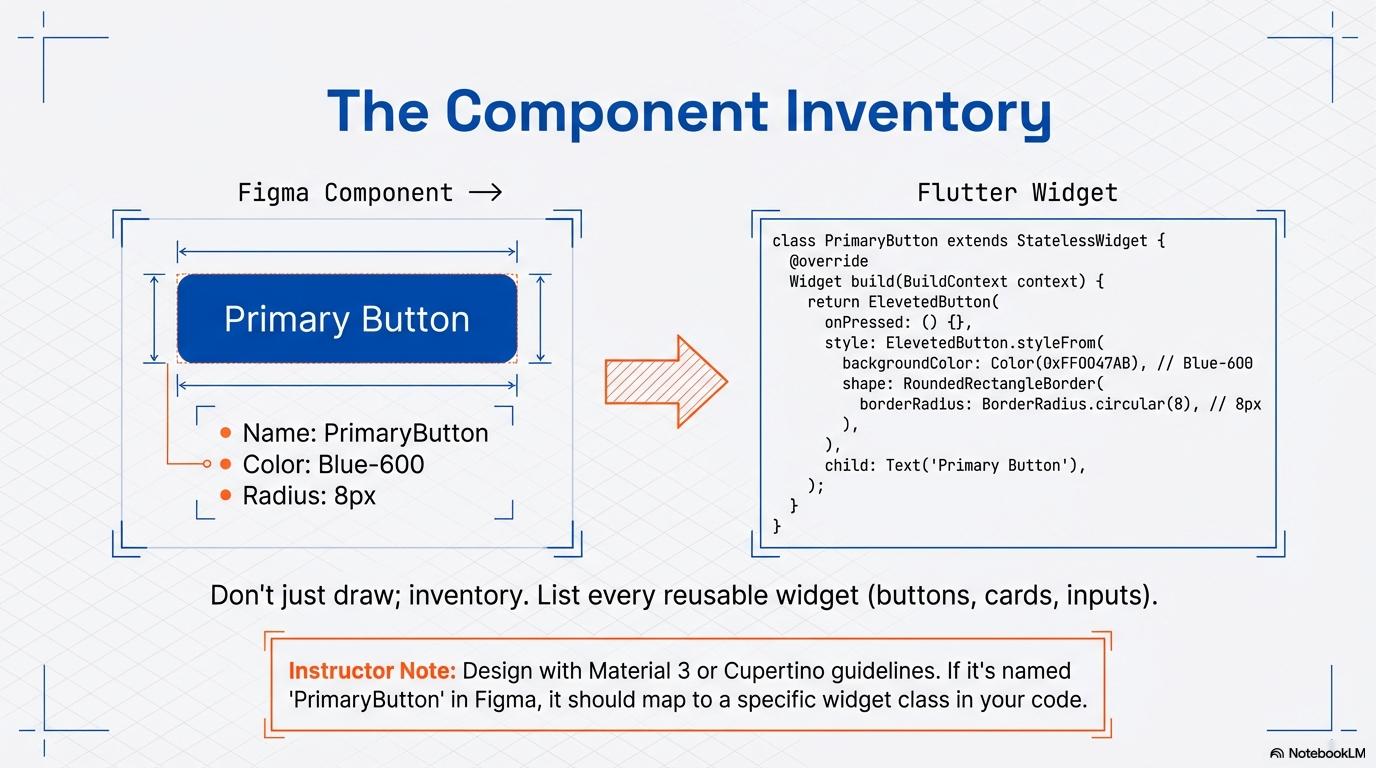 The Component Inventory
Figma Component →
Primary Button
Name: PrimaryButton
Color: Blue-600
Radius: 8px
Flutter Widget
class PrimaryButton extends StatelessWidget {
  @override
  Widget build(BuildContext context) {
    return ElevetedButton(
      onPressed: () {},
      style: ElevetedButton.styleFrom(
        backgroundColor: Color(0xFF0047AB), // Blue-600
        shape: RoundedRectangleBorder(
          borderRadius: BorderRadius.circular(8), // 8px
        ),
      ),
      child: Text('Primary Button'),
    );
  }
}
Don't just draw; inventory. List every reusable widget (buttons, cards, inputs).
Instructor Note: Design with Material 3 or Cupertino guidelines. If it's named
'PrimaryButton' in Figma, it should map to a specific widget class in your code.
NotebookLM